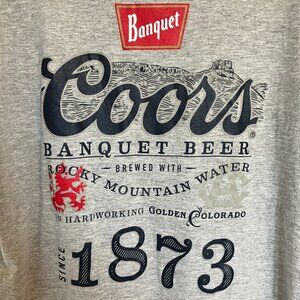 Banquet
Coors®
BANQUET BEER
BREWED WITH
ROCKY MOUNTAIN WATER
IN HARDWORKING GOLDEN COLORADO
SINCE 1873